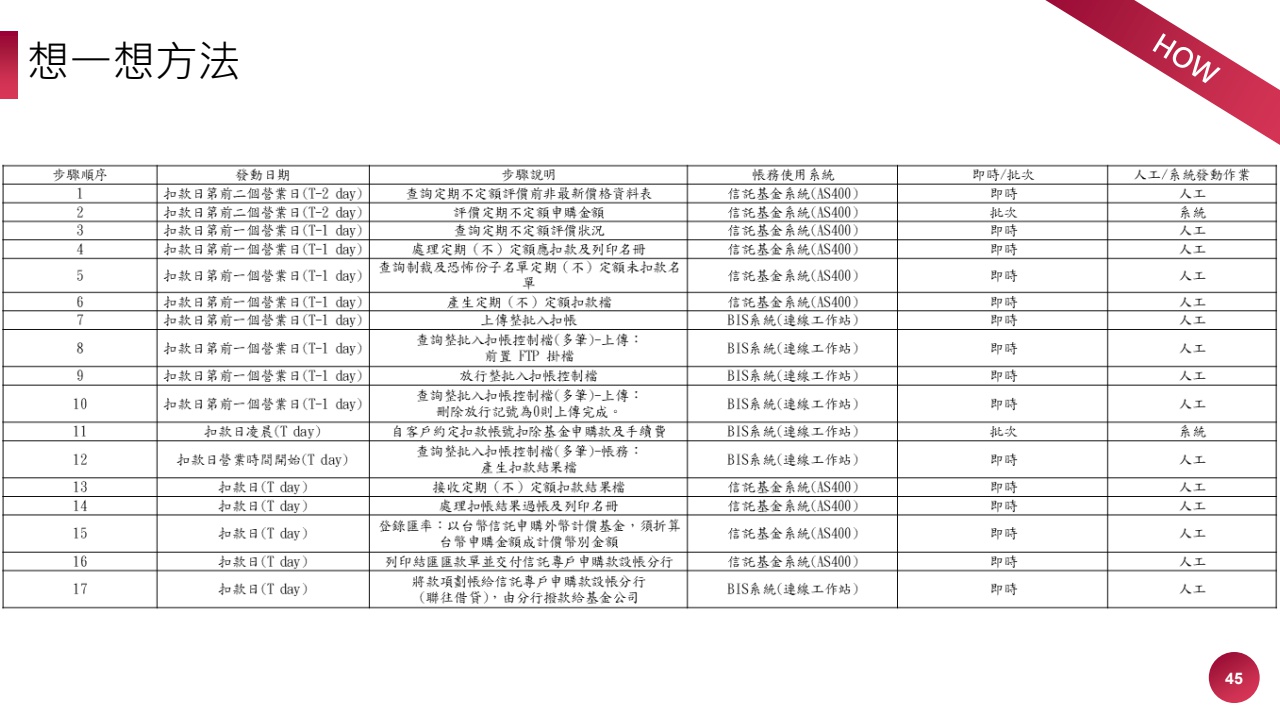 想一想方法
HOW
步驟順序 發動日期 步驟說明 帳務使用系統 即時/批次 人工/系統發動作業
1 扣款日第前二個營業日(T-2 day) 查詢定期不定額評價前非最新價格資料表 信託基金系統(AS400) 即時 人工
2 扣款日第前二個營業日(T-2 day) 評價定期不定額申購金額 信託基金系統(AS400) 批次 系統
3 扣款日第前一個營業日(T-1 day) 查詢定期不定額評價狀況 信託基金系統(AS400) 即時 人工
4 扣款日第前一個營業日(T-1 day) 處理定期（不）定額應扣款及列印名冊 信託基金系統(AS400) 即時 人工
5 扣款日第前一個營業日(T-1 day) 查詢制裁及恐怖份子名單定期（不）定額未扣款名
單 信託基金系統(AS400) 即時 人工
6 扣款日第前一個營業日(T-1 day) 產生定期（不）定額扣款檔 信託基金系統(AS400) 即時 人工
7 扣款日第前一個營業日(T-1 day) 上傳整批入扣帳 BIS系統(連線工作站) 即時 人工
8 扣款日第前一個營業日(T-1 day) 查詢整批入扣帳控制檔(多筆)-上傳：
前置 FTP 掛檔 BIS系統(連線工作站) 即時 人工
9 扣款日第前一個營業日(T-1 day) 放行整批入扣帳控制檔 BIS系統(連線工作站) 即時 人工
10 扣款日第前一個營業日(T-1 day) 查詢整批入扣帳控制檔(多筆)-上傳：
刪除放行記號為0則上傳完成。 BIS系統(連線工作站) 即時 人工
11 扣款日凌晨(T day) 自客戶約定扣款帳號扣除基金申購款及手續費 BIS系統(連線工作站) 批次 系統
12 扣款日營業時間開始(T day) 查詢整批入扣帳控制檔(多筆)-帳務：
產生扣款結果檔 BIS系統(連線工作站) 即時 人工
13 扣款日(T day) 接收定期（不）定額扣款結果檔 信託基金系統(AS400) 即時 人工
14 扣款日(T day) 處理扣帳結果過帳及列印名冊 信託基金系統(AS400) 即時 人工
15 扣款日(T day) 登錄匯率：以台幣信託申購外幣計價基金，須折算
台幣申購金額成計價幣別金額 信託基金系統(AS400) 即時 人工
16 扣款日(T day) 列印結匯匯款單並交付信託專戶申購款設帳分行 信託基金系統(AS400) 即時 人工
17 扣款日(T day) 將款項劃帳給信託專戶申購款設帳分行
(聯往借貸)，由分行撥款給基金公司 BIS系統(連線工作站) 即時 人工
45